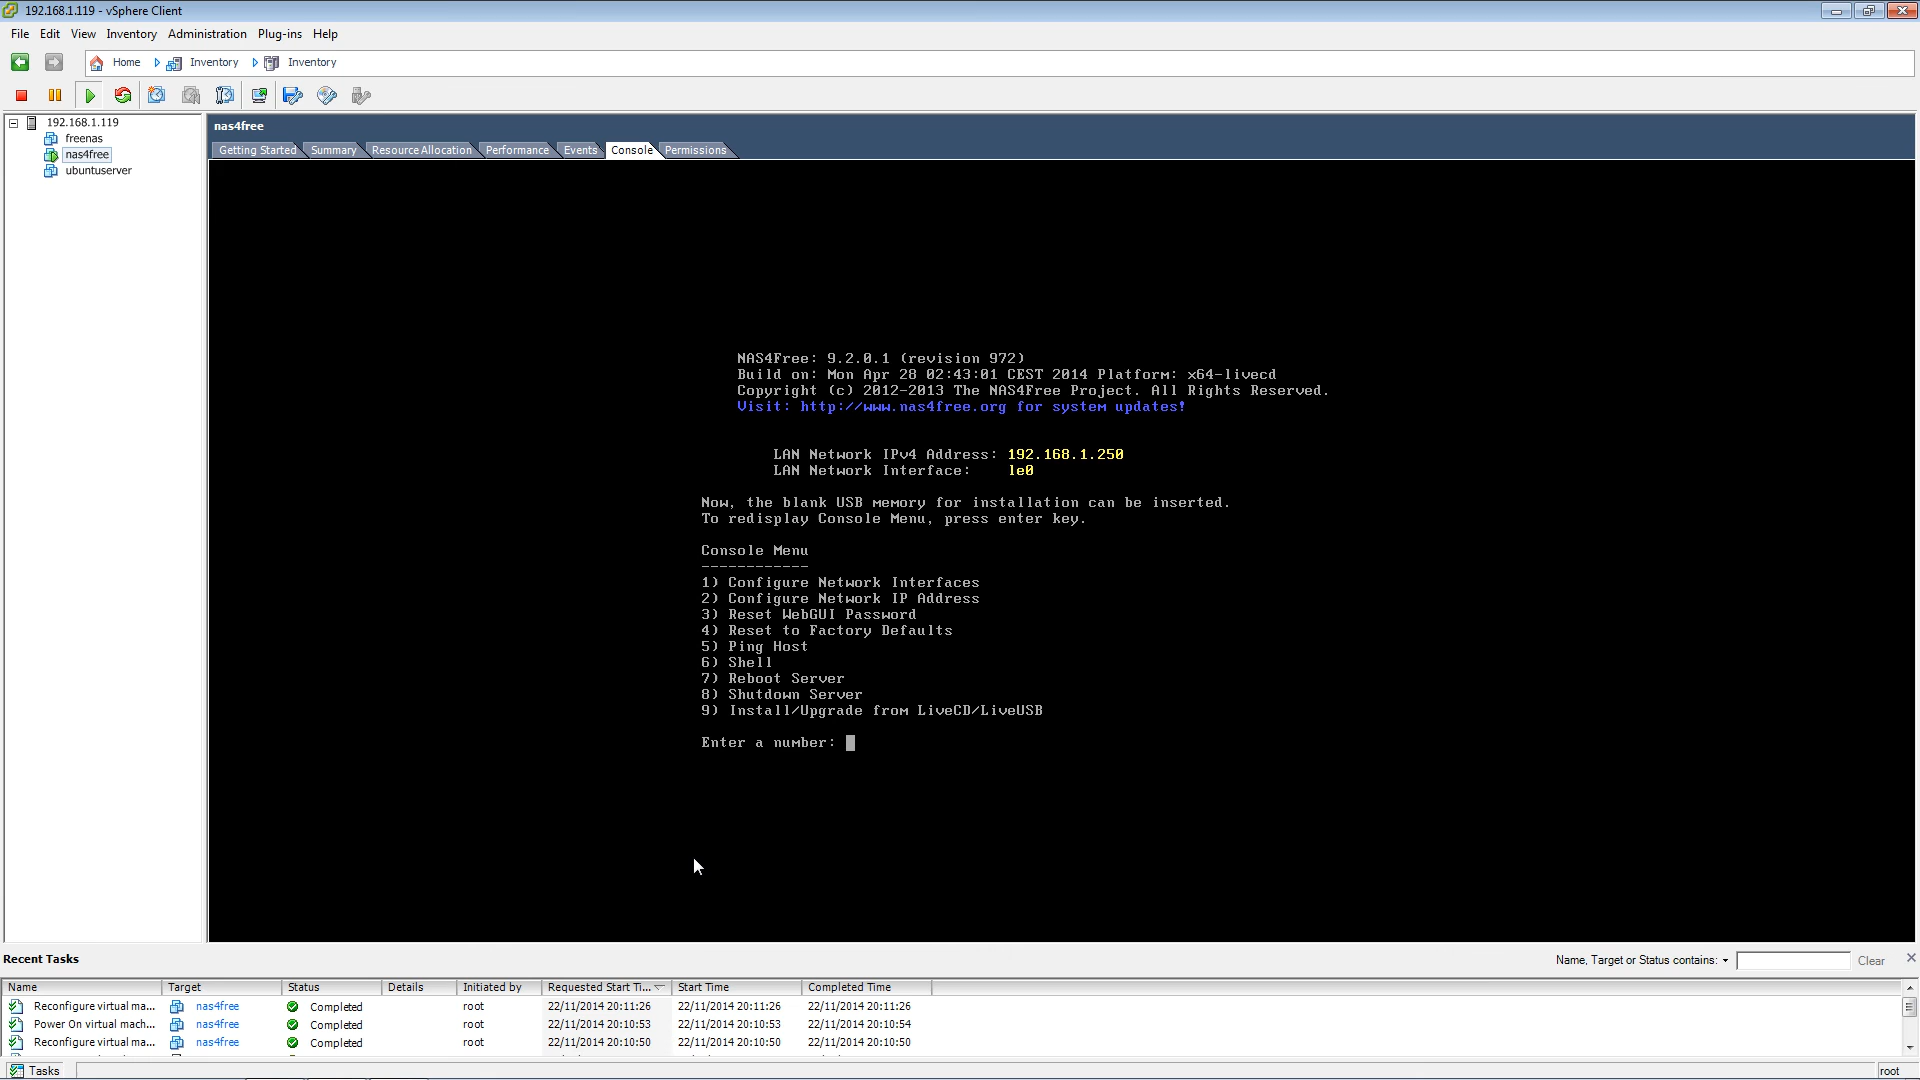 192.168.1.119 - vSphere Client
File Edit View Inventory Administration Plug-ins Help
Home Inventory Inventory
192.168.1.119
freenas
nas4free
ubuntuserver
nas4free
Getting Started Summary Resource Allocation Performance Events Console Permissions
NAS4Free: 9.2.0.1 (revision 972)
Build on: Mon Apr 28 02:43:01 CEST 2014 Platform: x64-livecd
Copyright (c) 2012-2013 The NAS4Free Project. All Rights Reserved.
Visit: http://www.nas4free.org for system updates!
LAN Network IPv4 Address: 192.168.1.250
LAN Network Interface: le0
Now, the blank USB memory for installation can be inserted.
To redisplay Console Menu, press enter key.
Console Menu
------------
1) Configure Network Interfaces
2) Configure Network IP Address
3) Reset WebGUI Password
4) Reset to Factory Defaults
5) Ping Host
6) Shell
7) Reboot Server
8) Shutdown Server
9) Install/Upgrade from LiveCD/LiveUSB
Enter a number:
Recent Tasks
Name, Target or Status contains: Clear
Name Target Status Details Initiated by Requested Start Ti... Start Time Completed Time
Reconfigure virtual ma... nas4free Completed root 22/11/2014 20:11:26 22/11/2014 20:11:26 22/11/2014 20:11:26
Power On virtual mach... nas4free Completed root 22/11/2014 20:10:53 22/11/2014 20:10:53 22/11/2014 20:10:54
Reconfigure virtual ma... nas4free Completed root 22/11/2014 20:10:50 22/11/2014 20:10:50 22/11/2014 20:10:50
Tasks root